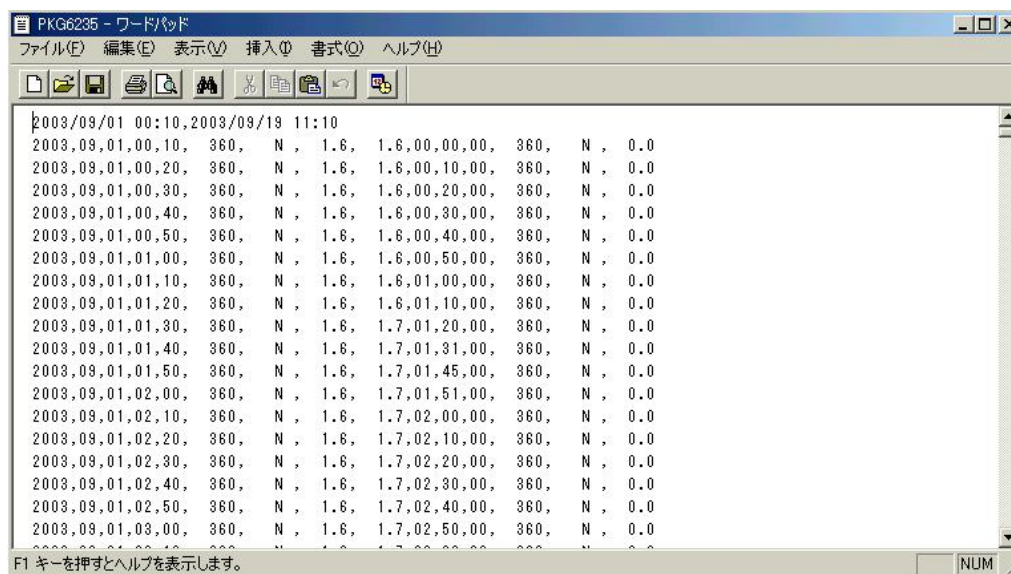 PKG6235 - ワードパッド
ファイル(F) 編集(E) 表示(V) 挿入(I) 書式(O) ヘルプ(H)
2003/09/01 00:10,2003/09/19 11:10
2003,09,01,00,10, 360, N , 1.6, 1.6,00,00,00, 360, N , 0.0
2003,09,01,00,20, 360, N , 1.6, 1.6,00,10,00, 360, N , 0.0
2003,09,01,00,30, 360, N , 1.6, 1.6,00,20,00, 360, N , 0.0
2003,09,01,00,40, 360, N , 1.6, 1.6,00,30,00, 360, N , 0.0
2003,09,01,00,50, 360, N , 1.6, 1.6,00,40,00, 360, N , 0.0
2003,09,01,01,00, 360, N , 1.6, 1.6,00,50,00, 360, N , 0.0
2003,09,01,01,10, 360, N , 1.6, 1.6,01,00,00, 360, N , 0.0
2003,09,01,01,20, 360, N , 1.6, 1.6,01,10,00, 360, N , 0.0
2003,09,01,01,30, 360, N , 1.6, 1.7,01,20,00, 360, N , 0.0
2003,09,01,01,40, 360, N , 1.6, 1.7,01,31,00, 360, N , 0.0
2003,09,01,01,50, 360, N , 1.6, 1.7,01,45,00, 360, N , 0.0
2003,09,01,02,00, 360, N , 1.6, 1.7,01,51,00, 360, N , 0.0
2003,09,01,02,10, 360, N , 1.6, 1.7,02,00,00, 360, N , 0.0
2003,09,01,02,20, 360, N , 1.6, 1.7,02,10,00, 360, N , 0.0
2003,09,01,02,30, 360, N , 1.6, 1.7,02,20,00, 360, N , 0.0
2003,09,01,02,40, 360, N , 1.6, 1.7,02,30,00, 360, N , 0.0
2003,09,01,02,50, 360, N , 1.6, 1.7,02,40,00, 360, N , 0.0
2003,09,01,03,00, 360, N , 1.6, 1.7,02,50,00, 360, N , 0.0
F1 キーを押すとヘルプを表示します。 NUM